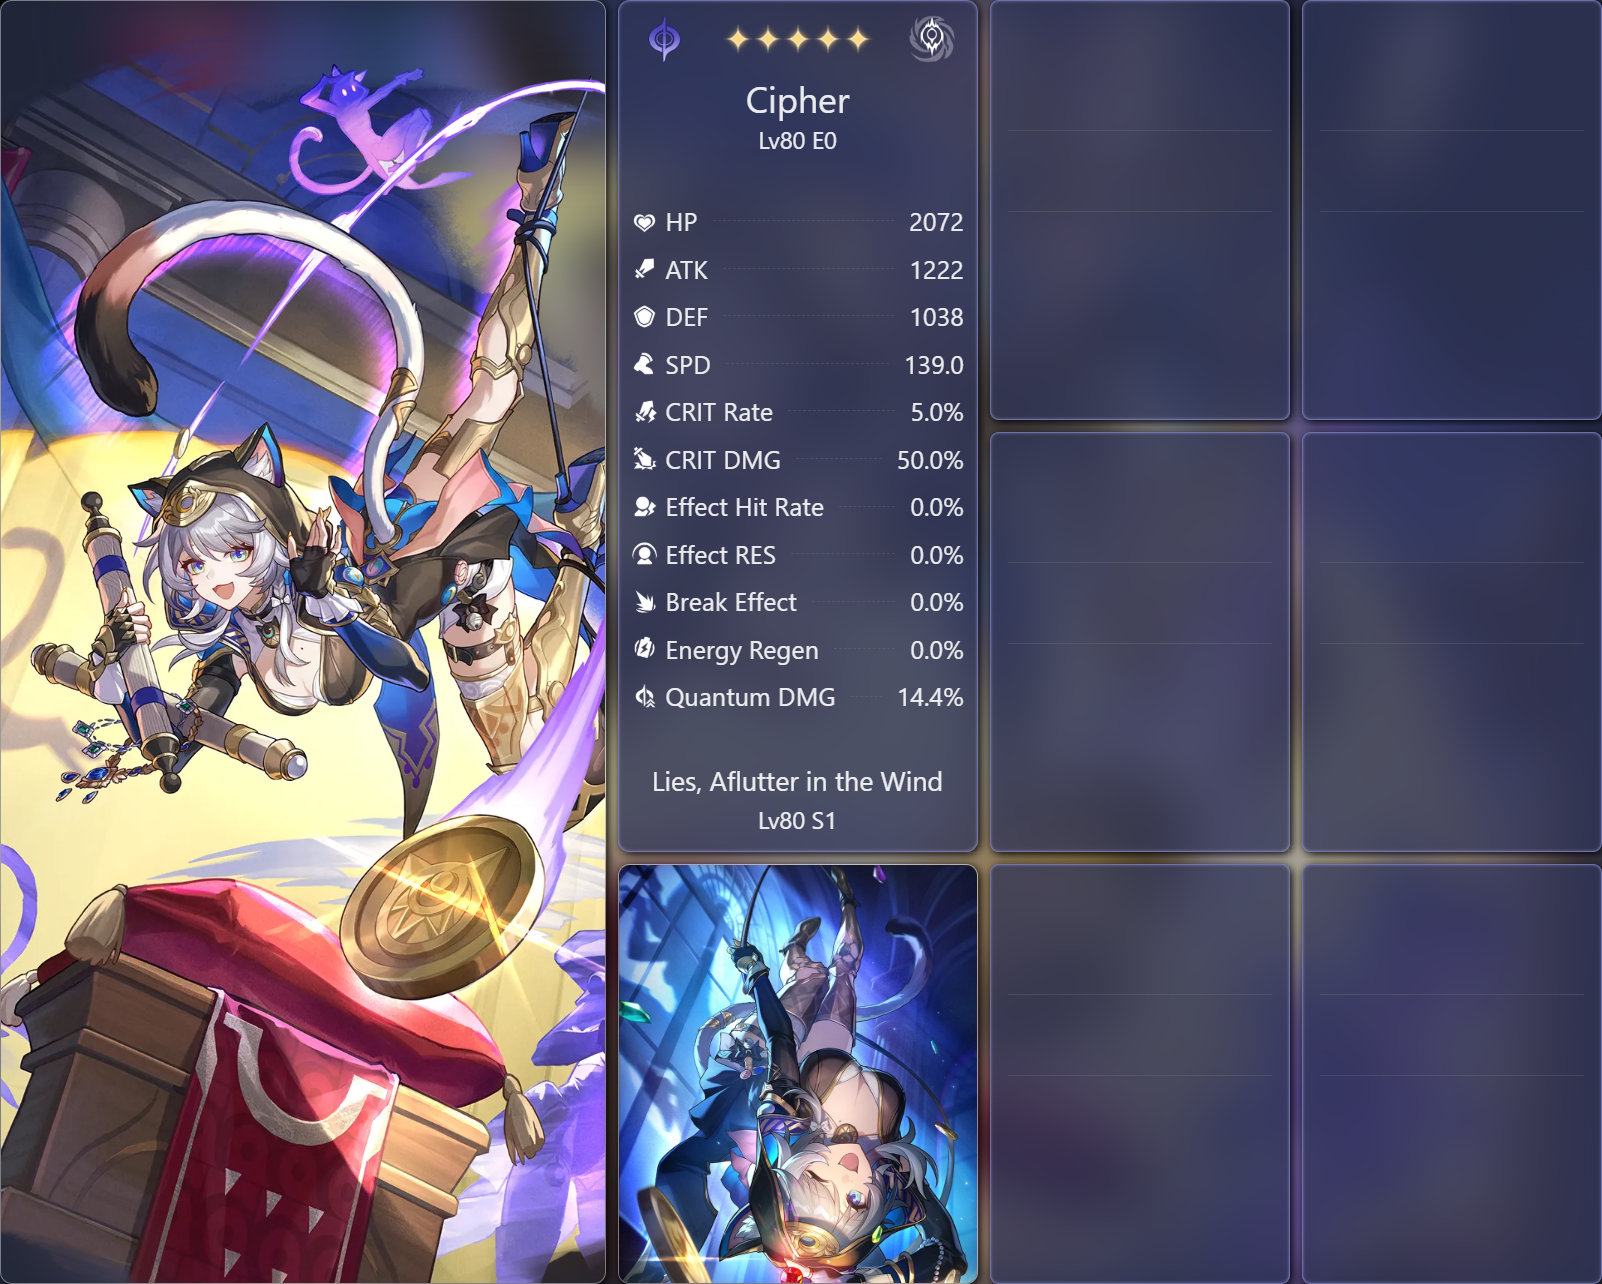 Cipher
Lv80 E0
HP 2072
ATK 1222
DEF 1038
SPD 139.0
CRIT Rate 5.0%
CRIT DMG 50.0%
Effect Hit Rate 0.0%
Effect RES 0.0%
Break Effect 0.0%
Energy Regen 0.0%
Quantum DMG 14.4%
Lies, Aflutter in the Wind
Lv80 S1